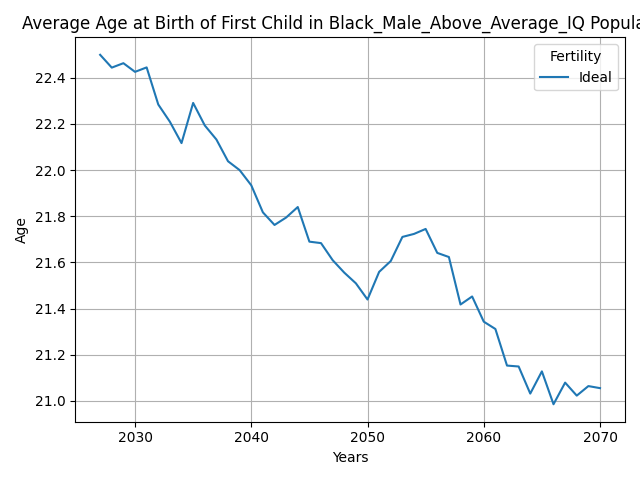 Average Age at Birth of First Child in Black_Male_Above_Average_IQ Popula
Fertility
Ideal
22.4
22.2
22.0
21.8
21.6
21.4
21.2
21.0
Age
2030 2040 2050 2060 2070
Years